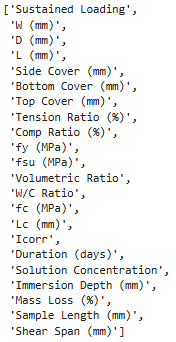 ['Sustained Loading',
'W (mm)',
'D (mm)',
'L (mm)',
'Side Cover (mm)',
'Bottom Cover (mm)',
'Top Cover (mm)',
'Tension Ratio (%)',
'Comp Ratio (%)',
'fy (MPa)',
'fsu (MPa)',
'Volumetric Ratio',
'W/C Ratio',
'fc (MPa)',
'Lc (mm)',
'Icorr',
'Duration (days)',
'Solution Concentration',
'Immersion Depth (mm)',
'Mass Loss (%)',
'Sample Length (mm)',
'Shear Span (mm)']